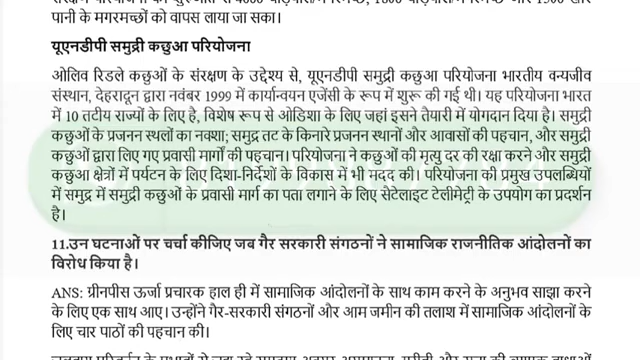 पानी के मगरमच्छों को वापस लाया जा सका।
यूएनडीपी समुद्री कछुआ परियोजना
ओलिव रिडले कछुओं के संरक्षण के उद्देश्य से, यूएनडीपी समुद्री कछुआ परियोजना भारतीय वन्यजीव
संस्थान, देहरादून द्वारा नवंबर 1999 में कार्यान्वयन एजेंसी के रूप में शुरू की गई थी। यह परियोजना भारत
में 10 तटीय राज्यों के लिए है, विशेष रूप से ओडिशा के लिए जहां इसने तैयारी में योगदान दिया है। समुद्री
कछुओं के प्रजनन स्थलों का नक्शा; समुद्र तट के किनारे प्रजनन स्थानों और आवासों की पहचान, और समुद्री
कछुओं द्वारा लिए गए प्रवासी मार्गों की पहचान। परियोजना ने कछुओं की मृत्यु दर की रक्षा करने और समुद्री
कछुआ क्षेत्रों में पर्यटन के लिए दिशा-निर्देशों के विकास में भी मदद की। परियोजना की प्रमुख उपलब्धियों
में समुद्र में समुद्री कछुओं के प्रवासी मार्ग का पता लगाने के लिए सैटेलाइट टेलीमेट्री के उपयोग का प्रदर्शन
है।
11.उन घटनाओं पर चर्चा कीजिए जब गैर सरकारी संगठनों ने सामाजिक राजनीतिक आंदोलनों का
विरोध किया है।
ANS: ग्रीनपीस ऊर्जा प्रचारक हाल ही में सामाजिक आंदोलनों के साथ काम करने के अनुभव साझा करने
के लिए एक साथ आए। उन्होंने गैर-सरकारी संगठनों और आम जमीन की तलाश में सामाजिक आंदोलनों के
लिए चार पाठों की पहचान की।